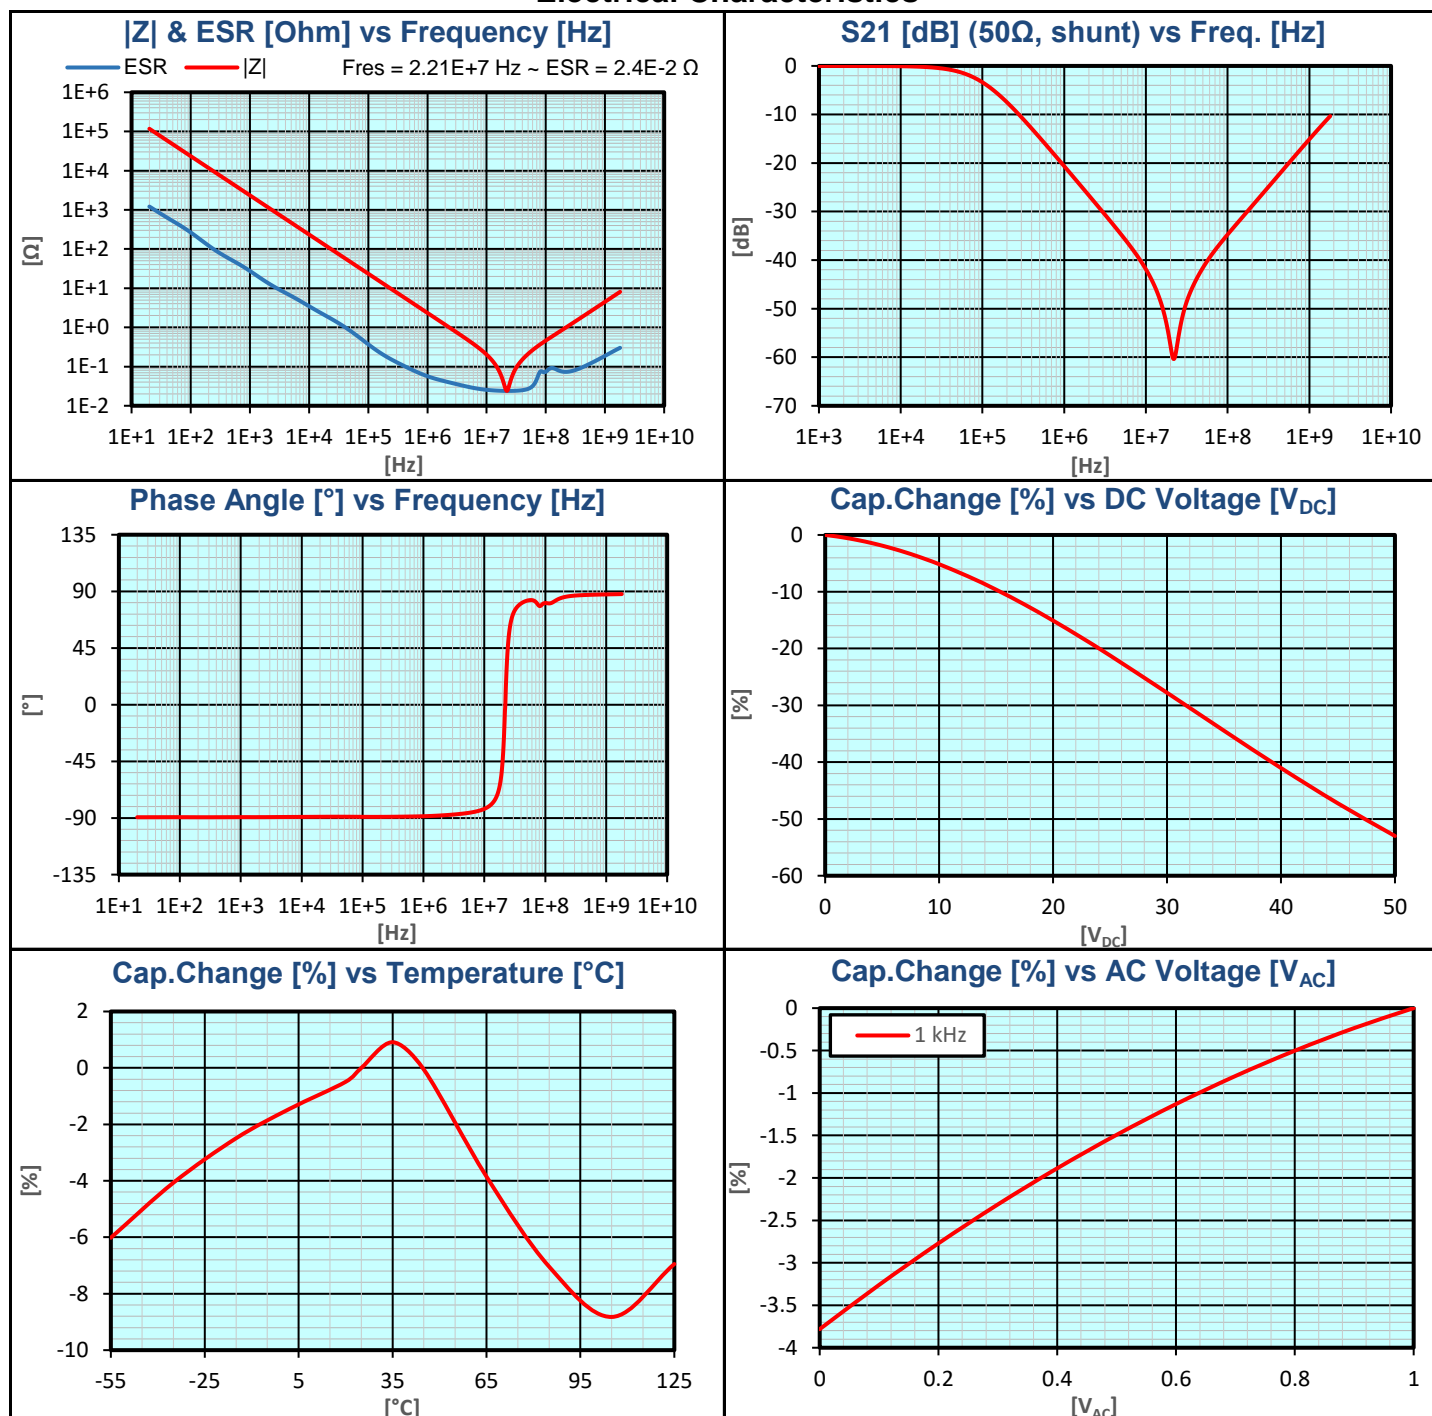 |Z| & ESR [Ohm] vs Frequency [Hz]
ESR |Z| Fres = 2.21E+7 Hz ~ ESR = 2.4E-2 Ω
1E+6
1E+5
1E+4
1E+3
1E+2
1E+1
1E+0
1E-1
1E-2
[Ω]
1E+1 1E+2 1E+3 1E+4 1E+5 1E+6 1E+7 1E+8 1E+9 1E+10
[Hz]
S21 [dB] (50Ω, shunt) vs Freq. [Hz]
0
-10
-20
-30
-40
-50
-60
-70
[dB]
1E+3 1E+4 1E+5 1E+6 1E+7 1E+8 1E+9 1E+10
[Hz]
Phase Angle [°] vs Frequency [Hz]
135
90
45
0
-45
-90
-135
[°]
1E+1 1E+2 1E+3 1E+4 1E+5 1E+6 1E+7 1E+8 1E+9 1E+10
[Hz]
Cap.Change [%] vs DC Voltage [VDC]
0
-10
-20
-30
-40
-50
-60
[%]
0 10 20 30 40 50
[VDC]
Cap.Change [%] vs Temperature [°C]
2
0
-2
-4
-6
-8
-10
[%]
-55 -25 5 35 65 95 125
[°C]
Cap.Change [%] vs AC Voltage [VAC]
1 kHz
0
-0.5
-1
-1.5
-2
-2.5
-3
-3.5
-4
[%]
0 0.2 0.4 0.6 0.8 1
[VAC]